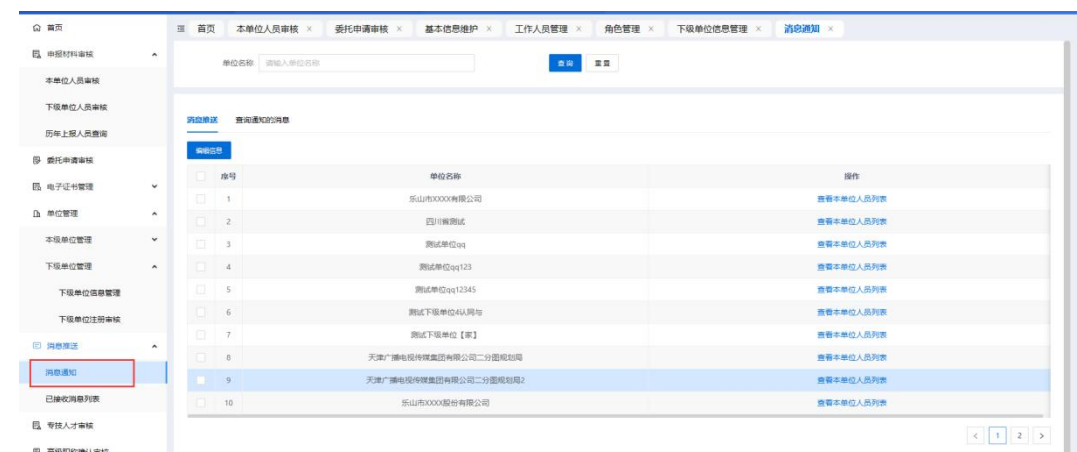 首页
申报材料审核
本单位人员审核
下级单位人员审核
历年上报人员查询
委托申请审核
电子证书管理
单位管理
本级单位管理
下级单位管理
下级单位信息管理
下级单位注册审核
消息推送
消息通知
已接收消息列表
专技人才审核
高级职称确认审核
首页 本单位人员审核 × 委托申请审核 × 基本信息维护 × 工作人员管理 × 角色管理 × 下级单位信息管理 × 消息通知 ×
单位名称 请输入单位名称 查询 重置
消息推送 查询通知的消息
编辑信息
序号 单位名称 操作
1 乐山市XXXX有限公司 查看本单位人员列表
2 四川省测试 查看本单位人员列表
3 测试单位qq 查看本单位人员列表
4 测试单位qq123 查看本单位人员列表
5 测试单位qq12345 查看本单位人员列表
6 测试下级单位4认同与 查看本单位人员列表
7 测试下级单位【家】 查看本单位人员列表
8 天津广播电视传媒集团有限公司二分图规划局 查看本单位人员列表
9 天津广播电视传媒集团有限公司二分图规划局2 查看本单位人员列表
10 乐山市XXXX股份有限公司 查看本单位人员列表
< 1 2 >